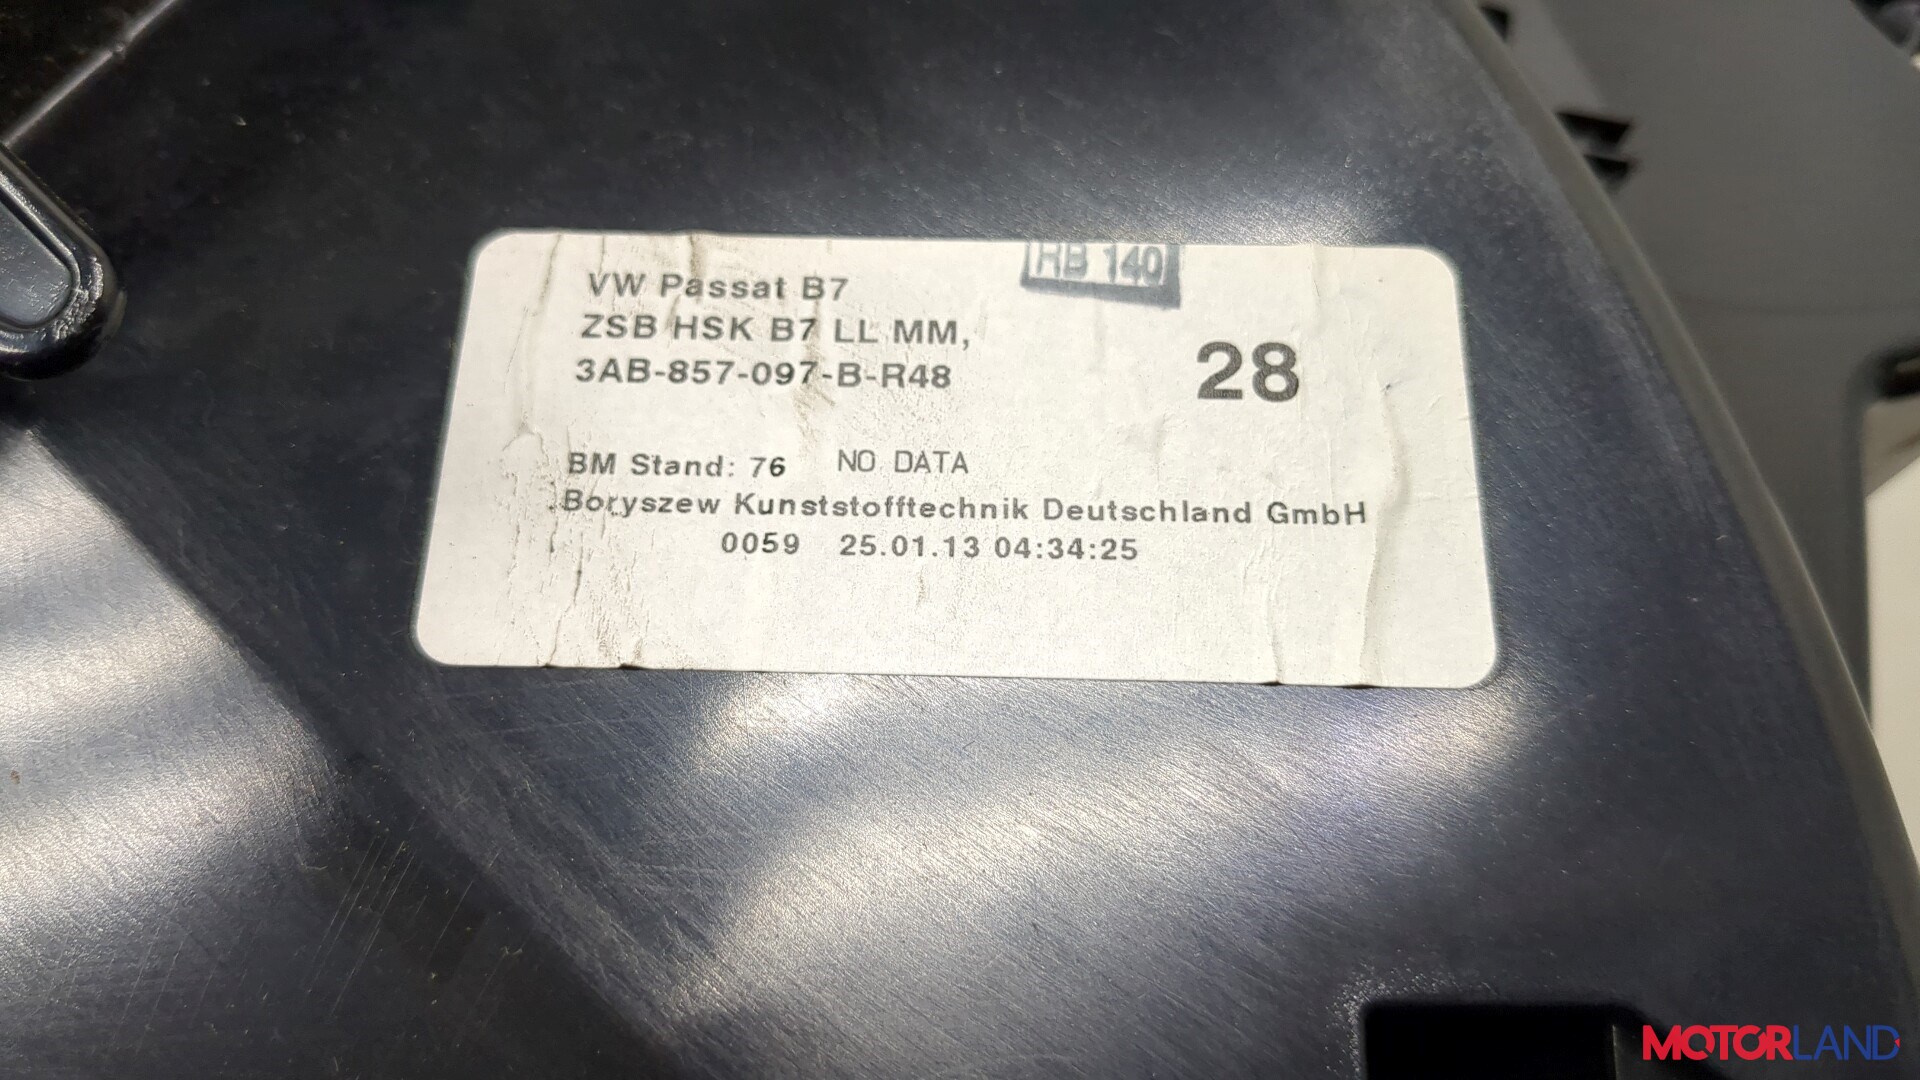 HB 140
VW Passat B7
ZSB HSK B7 LL MM,
3AB-857-097-B-R48
28
BM Stand: 76 NO DATA
Boryszew Kunststofftechnik Deutschland GmbH
0059 25.01.13 04:34:25
MOTORLAND